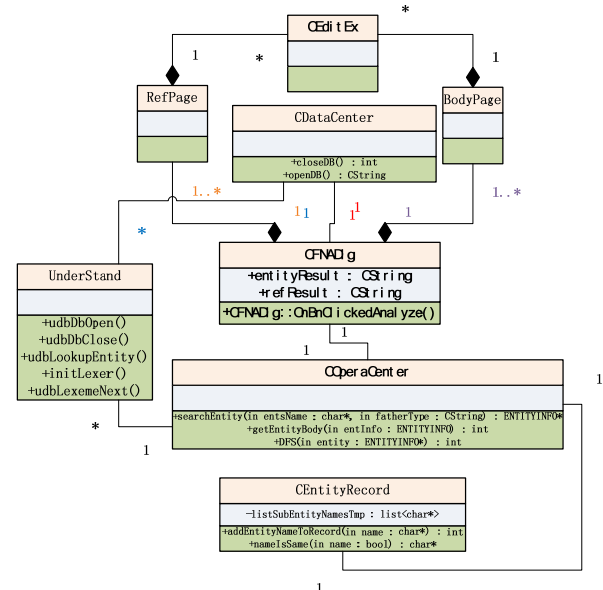 *
CEditEx
1
*
1
RefPage
BodyPage
CDataCenter
+closeDB() : int
+openDB() : CString
1..*
1..*
*
1
1
1
1
1
UnderStand
+udbDbOpen()
+udbDbClose()
+udbLookupEntity()
+initLexer()
+udbLexemeNext()
CFNADlg
+entityResult : CString
+refResult : CString
+CFNADlg::OnBnClickedAnalyze()
1
1
COperaCenter
1
+searchEntity(in entsName : char*, in fatherType : CString) : ENTITYINFO*
+getEntityBody(in entInfo : ENTITYINFO) : int
+DFS(in entity : ENTITYINFO*) : int
*
1
CEntityRecord
-listSubEntityNamesTmp : list<char*>
+addEntityNameToRecord(in name : char*) : int
+nameIsSame(in name : bool) : char*
1